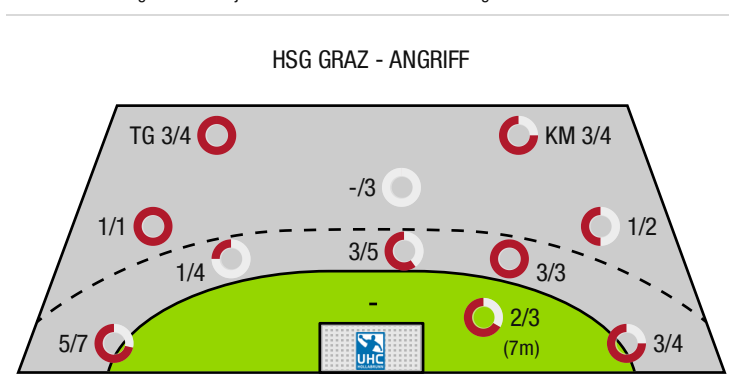 HSG GRAZ - ANGRIFF
TG 3/4
KM 3/4
-/3
1/1
1/2
1/4
3/5
3/3
-
5/7
2/3
(7m)
3/4
UHC
HOLLABRUNN